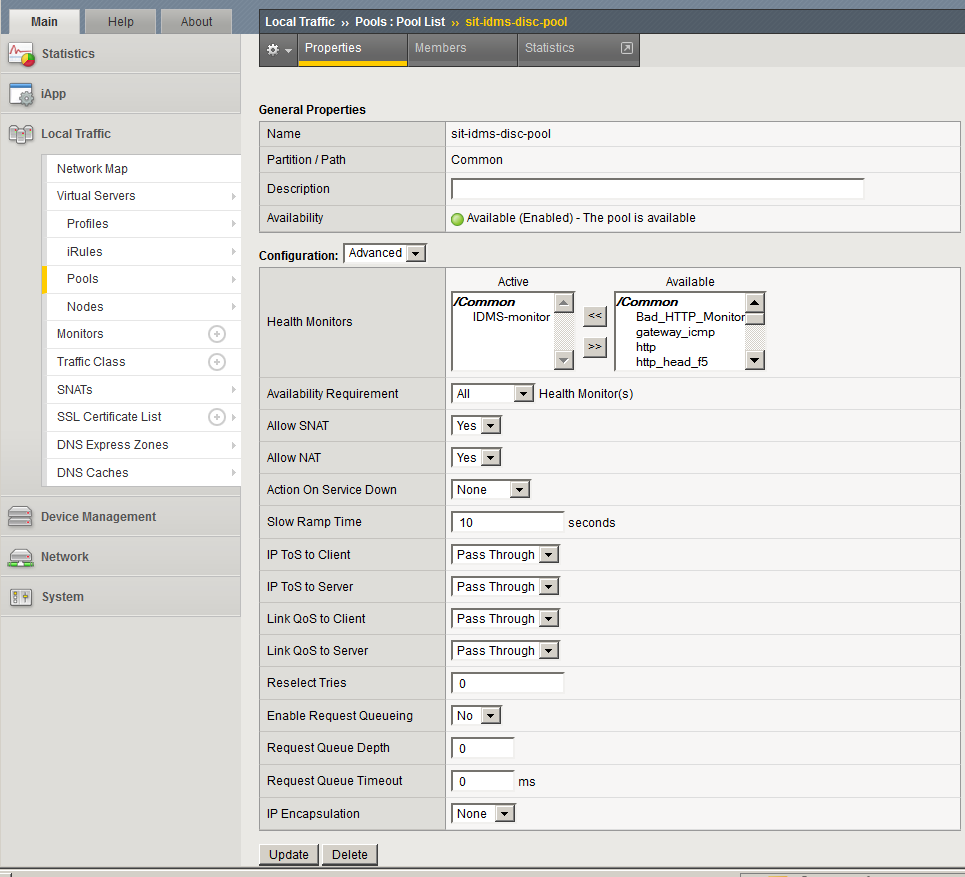 Main Help About
Local Traffic ›› Pools : Pool List ›› sit-idms-disc-pool
Properties Members Statistics
Statistics
iApp
Local Traffic
Network Map
Virtual Servers
Profiles
iRules
Pools
Nodes
Monitors
Traffic Class
SNATs
SSL Certificate List
DNS Express Zones
DNS Caches
Device Management
Network
System
General Properties
Name sit-idms-disc-pool
Partition / Path Common
Description
Availability Available (Enabled) - The pool is available
Configuration: Advanced
Health Monitors
Active
/Common
IDMS-monitor
<<
>>
Available
/Common
Bad_HTTP_Monitor
gateway_icmp
http
http_head_f5
Availability Requirement All Health Monitor(s)
Allow SNAT Yes
Allow NAT Yes
Action On Service Down None
Slow Ramp Time 10 seconds
IP ToS to Client Pass Through
IP ToS to Server Pass Through
Link QoS to Client Pass Through
Link QoS to Server Pass Through
Reselect Tries 0
Enable Request Queueing No
Request Queue Depth 0
Request Queue Timeout 0 ms
IP Encapsulation None
Update Delete